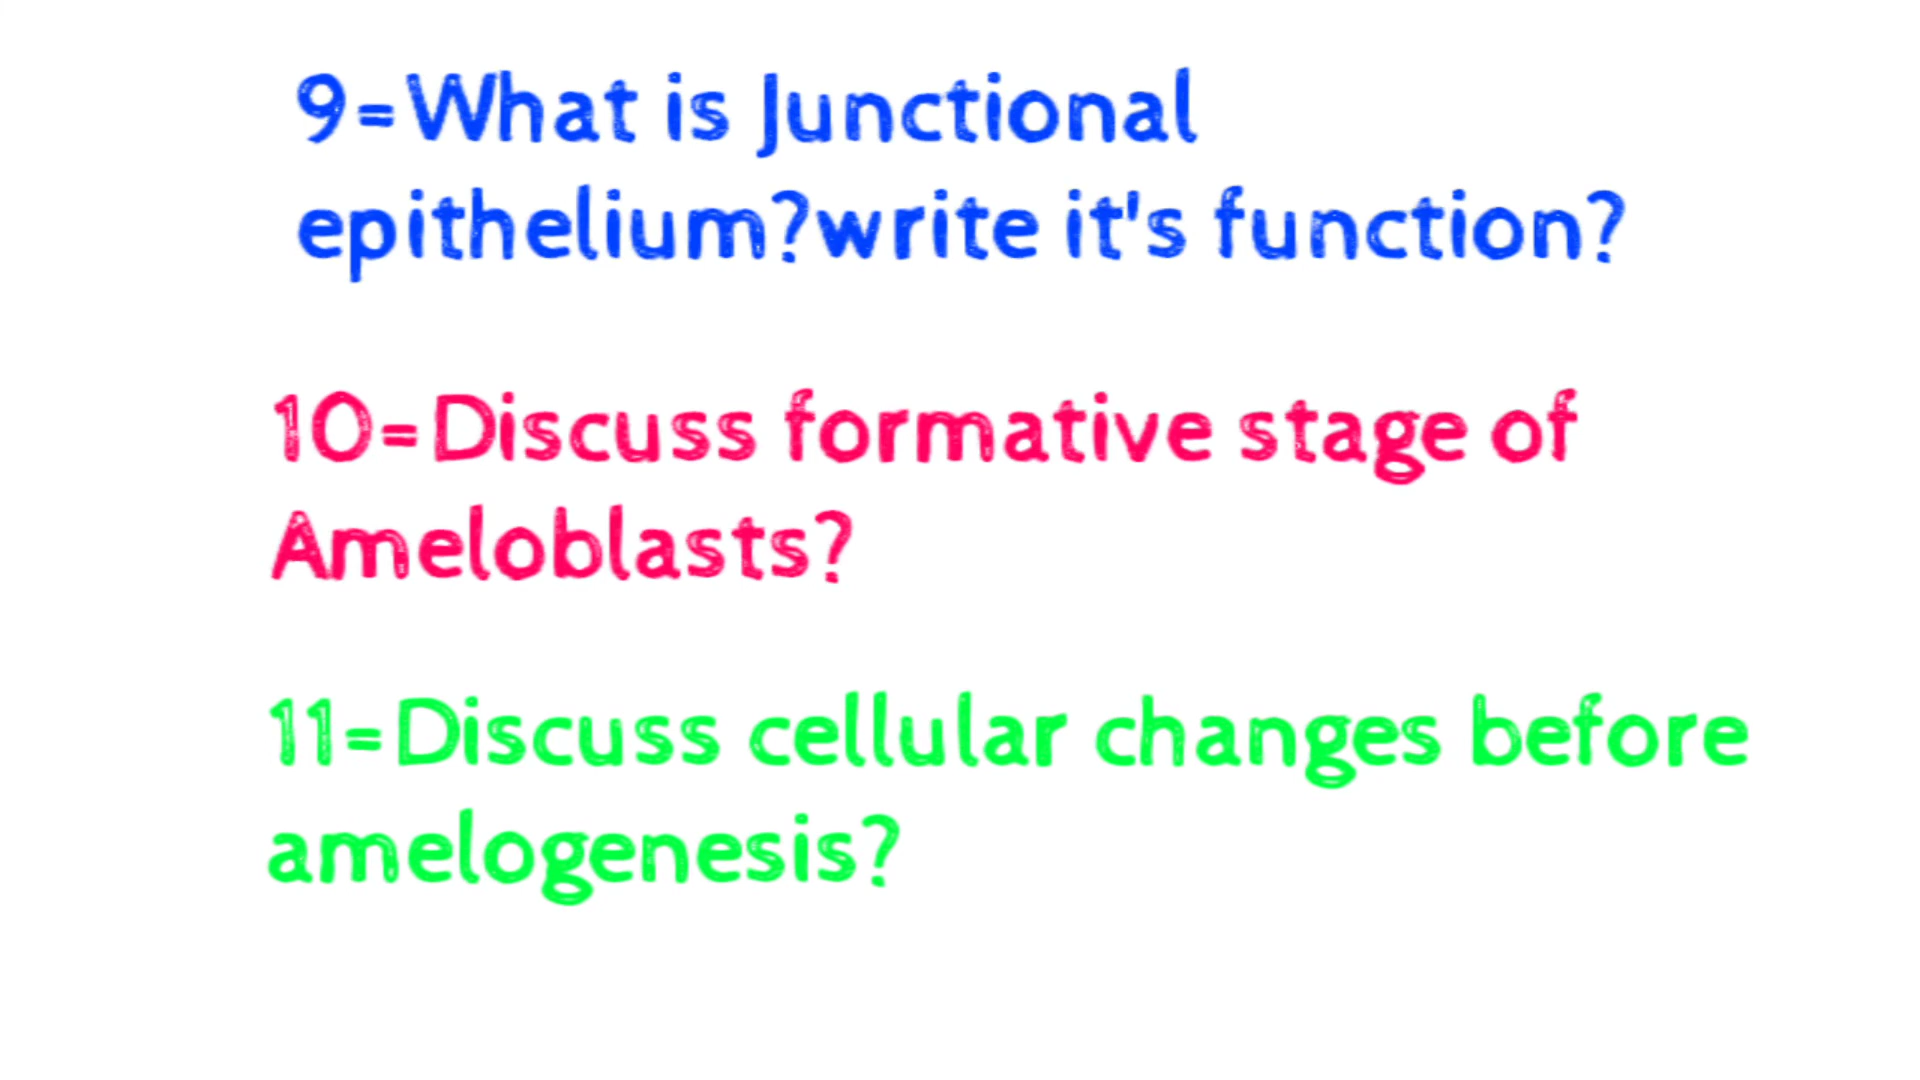 9=What is Junctional
epithelium?write it's function?
10=Discuss formative stage of
Ameloblasts?
11=Discuss cellular changes before
amelogenesis?